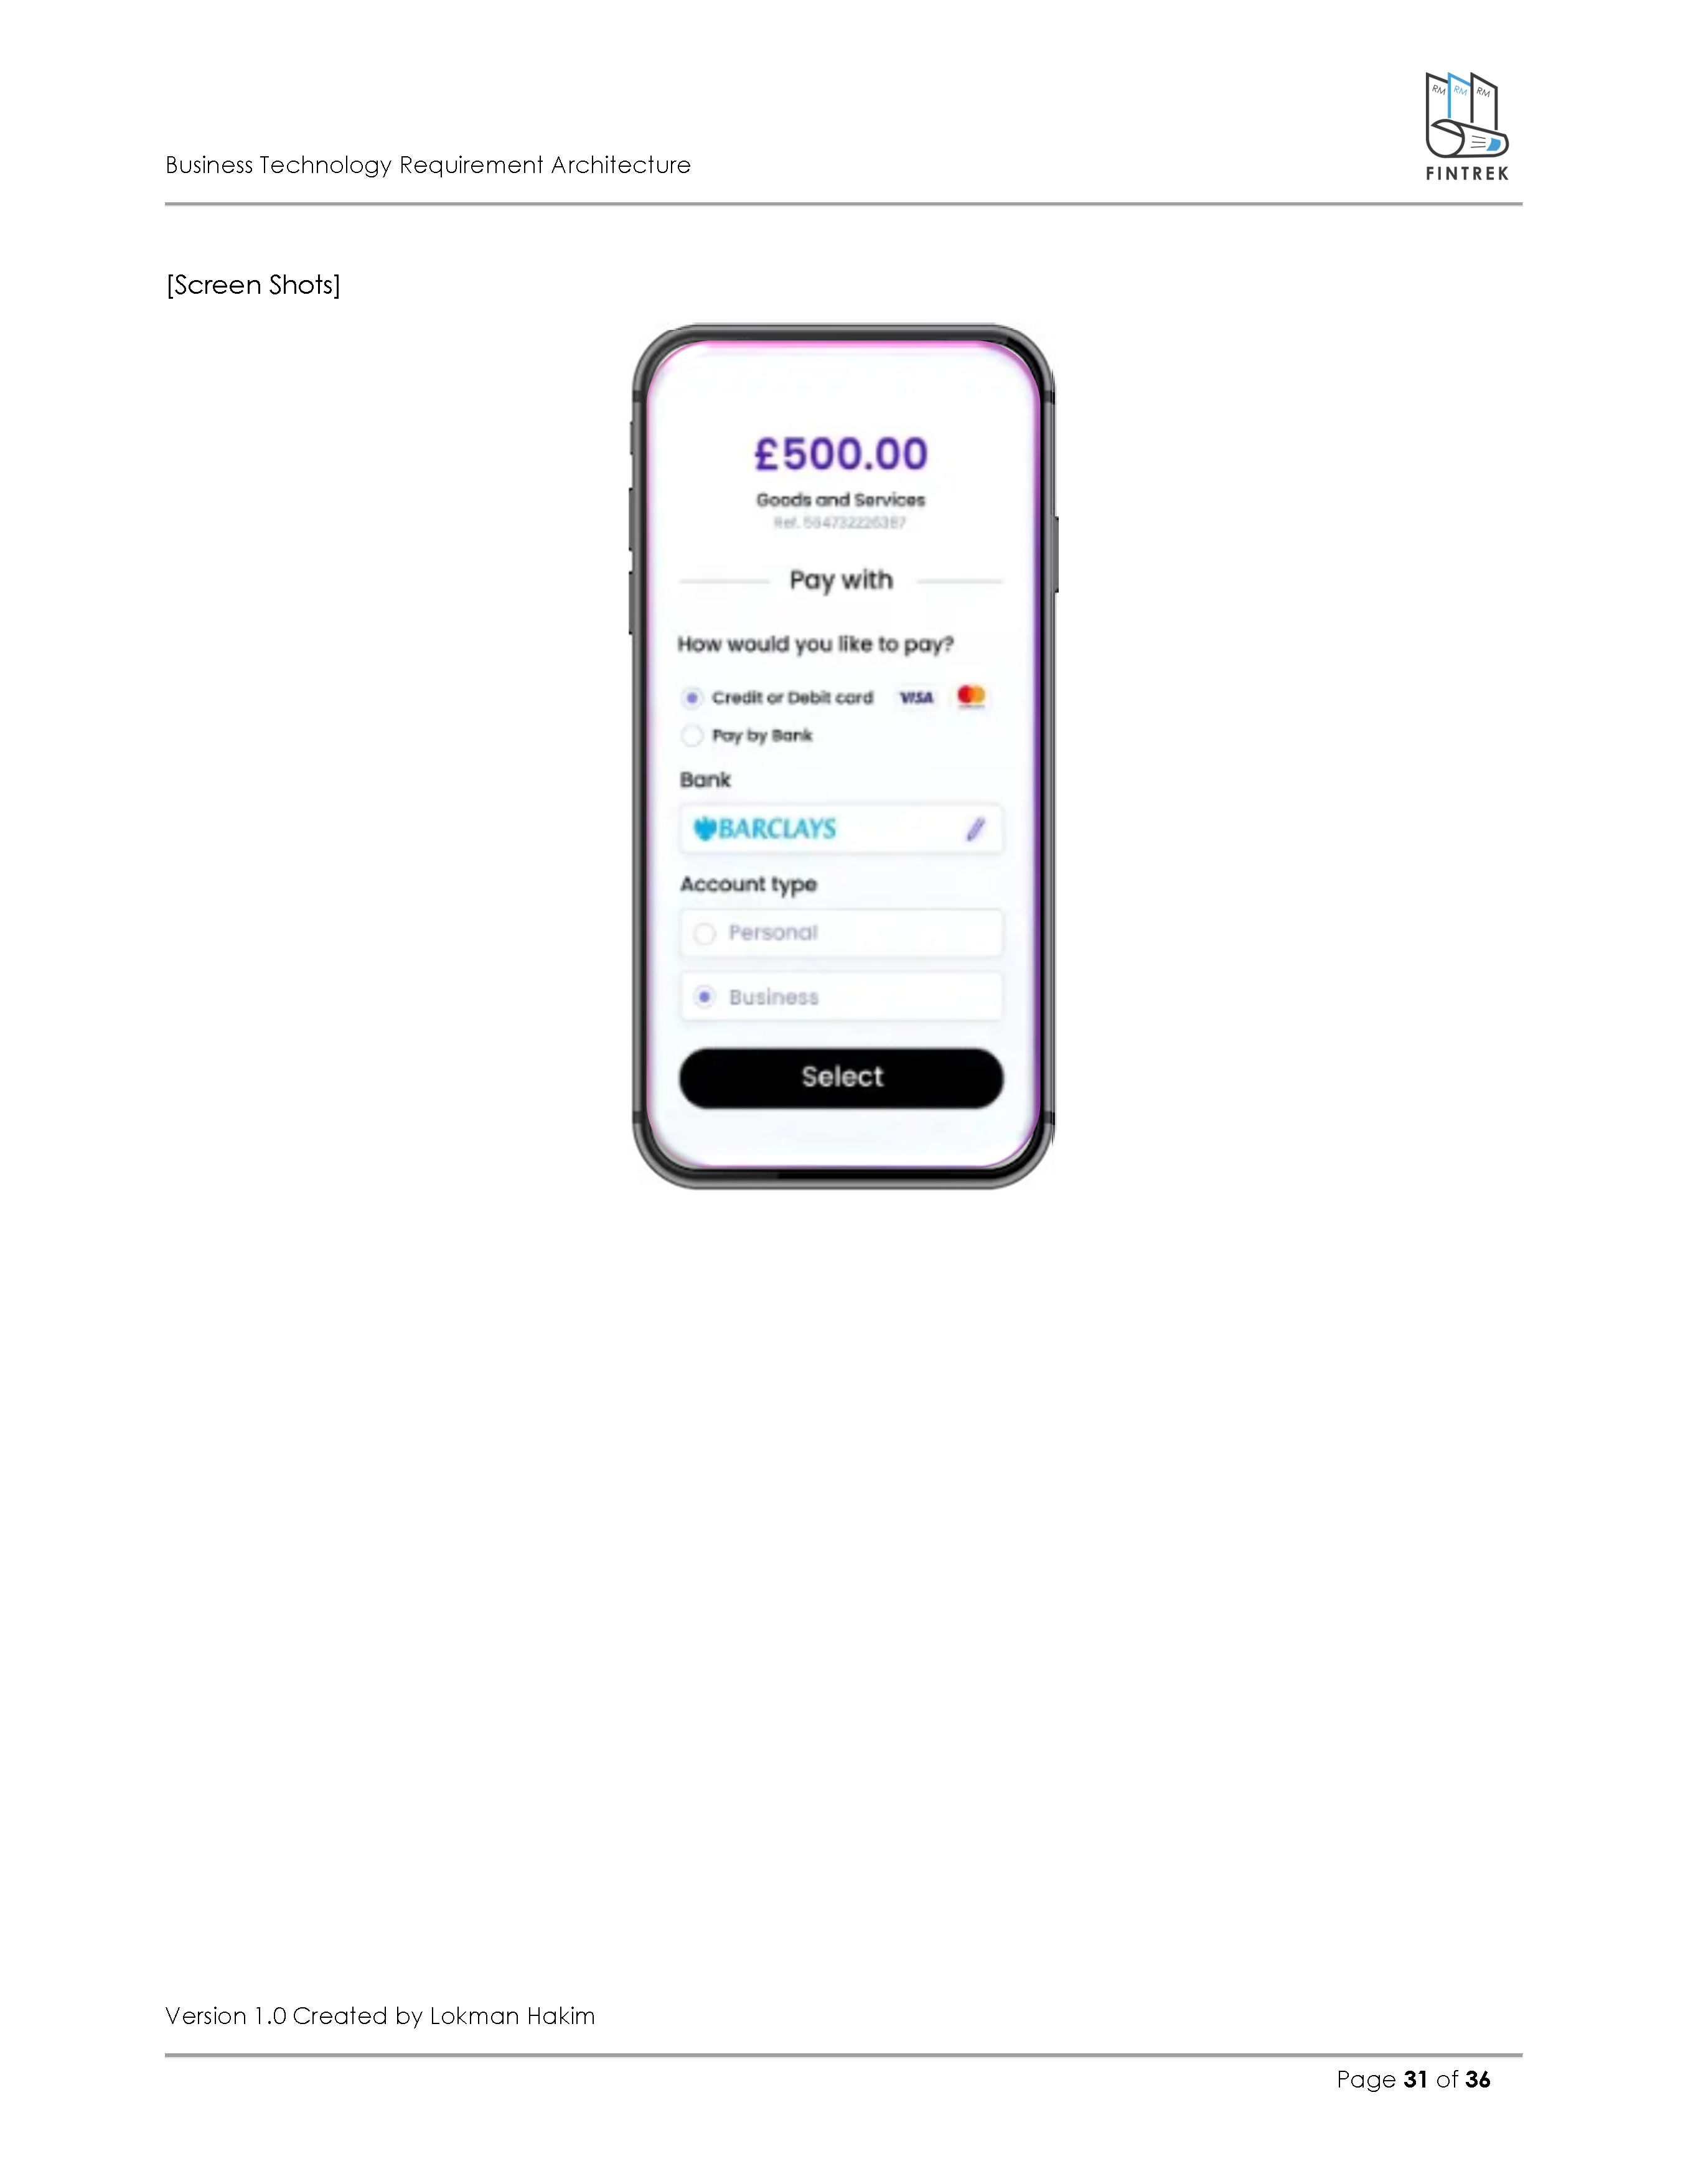 Business Technology Requirement Architecture
RM RM RM
FINTREK
[Screen Shots]
£500.00
Goods and Services
Ref.
Pay with
How would you like to pay?
Credit or Debit card VISA
Pay by Bank
Bank
BARCLAYS
Account type
Personal
Business
Select
Version 1.0 Created by Lokman Hakim
Page 31 of 36